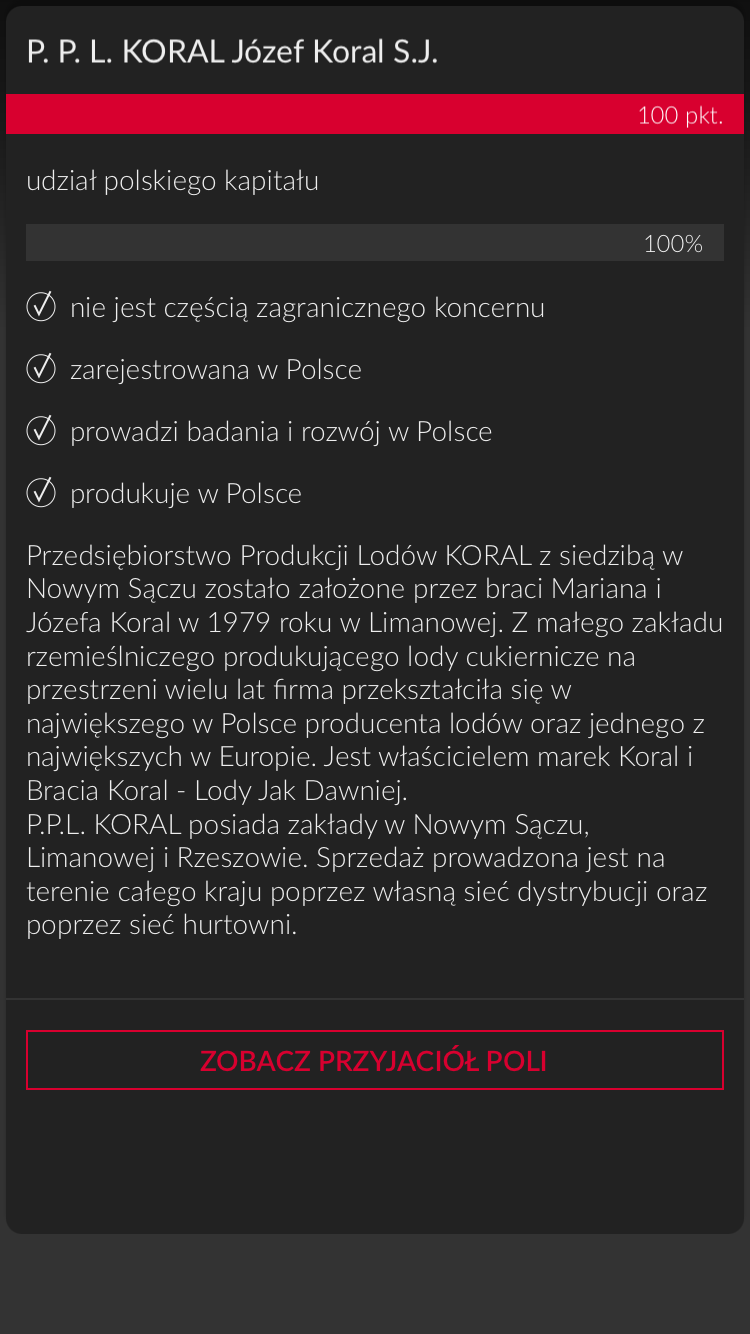 P. P. L. KORAL Józef Koral S.J.
100 pkt.
udział polskiego kapitału
100%
nie jest częścią zagranicznego koncernu
zarejestrowana w Polsce
prowadzi badania i rozwój w Polsce
produkuje w Polsce
Przedsiębiorstwo Produkcji Lodów KORAL z siedzibą w
Nowym Sączu zostało założone przez braci Mariana i
Józefa Koral w 1979 roku w Limanowej. Z małego zakładu
rzemieślniczego produkującego lody cukiernicze na
przestrzeni wielu lat firma przekształciła się w
największego w Polsce producenta lodów oraz jednego z
największych w Europie. Jest właścicielem marek Koral i
Bracia Koral - Lody Jak Dawniej.
P.P.L. KORAL posiada zakłady w Nowym Sączu,
Limanowej i Rzeszowie. Sprzedaż prowadzona jest na
terenie całego kraju poprzez własną sieć dystrybucji oraz
poprzez sieć hurtowni.
ZOBACZ PRZYJACIÓŁ POLI